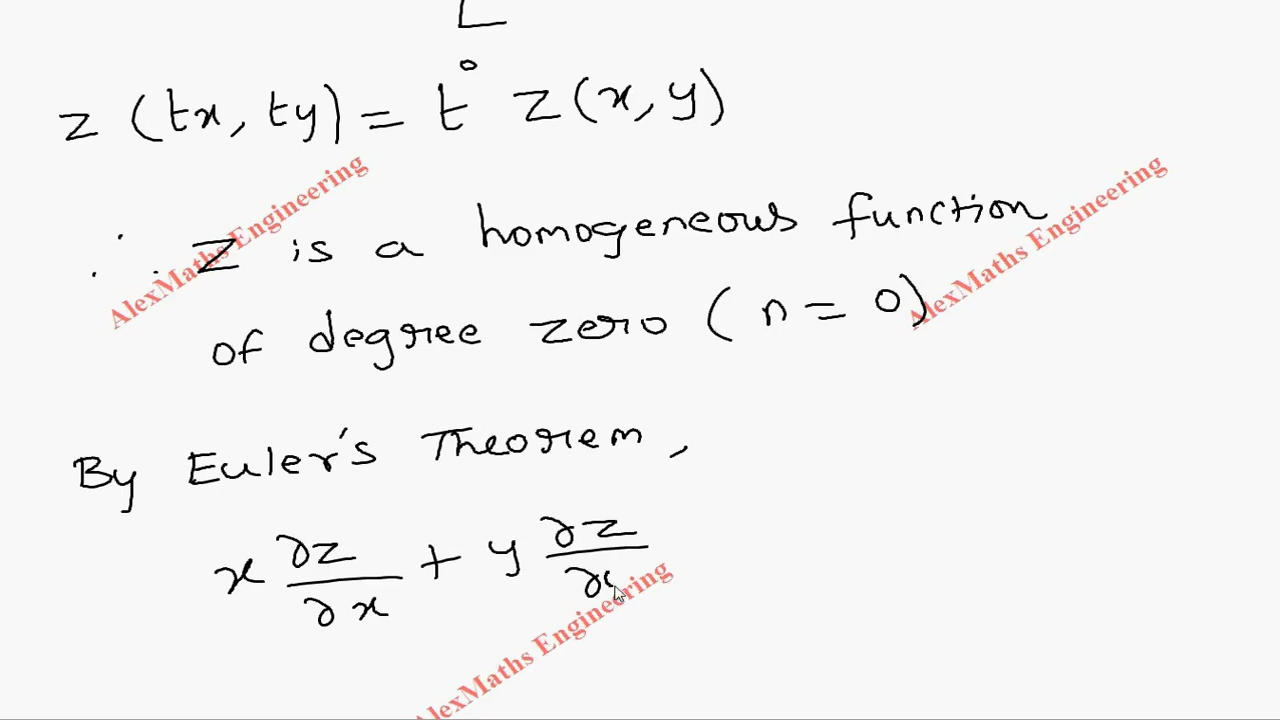 z (tx, ty) = t⁰ z(x, y)
∴ z is a homogeneous function
of degree zero (n = 0)
By Euler's Theorem,
x ∂z/∂x + y ∂z/∂
AlexMaths Engineering
AlexMaths Engineering
AlexMaths Engineering